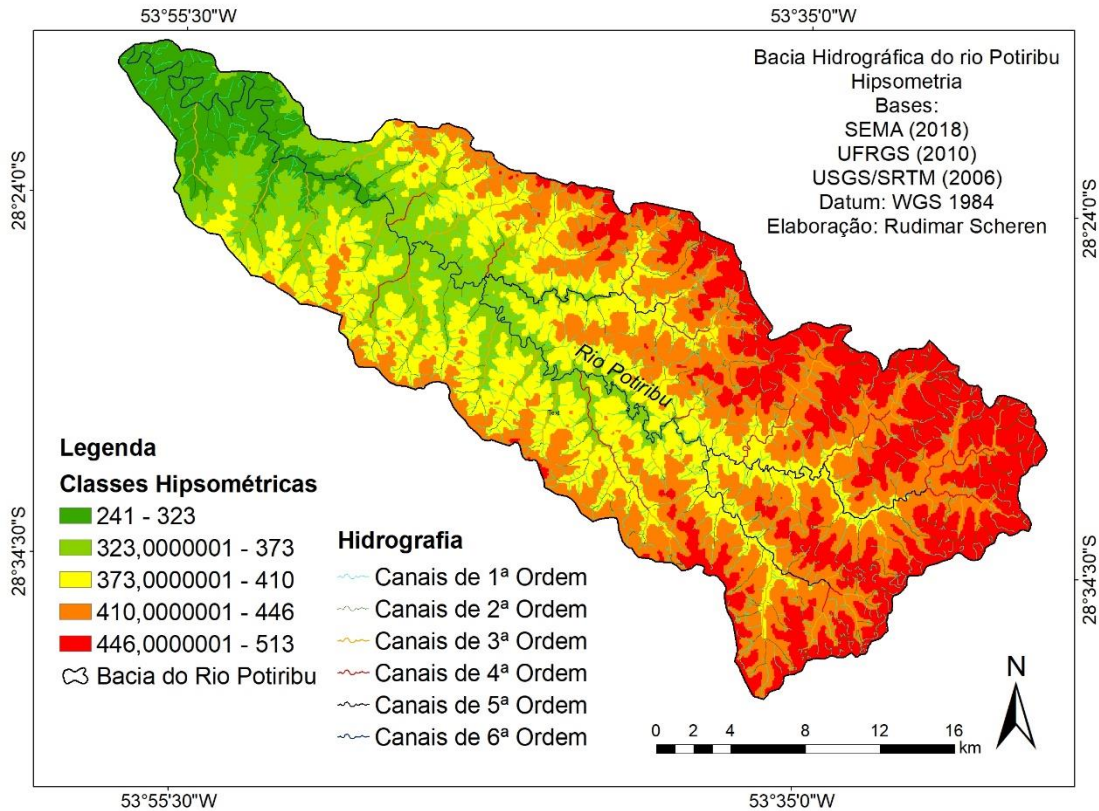 53°55'30"W
53°35'0"W
Bacia Hidrográfica do rio Potiribu
Hipsometria
Bases:
SEMA (2018)
UFRGS (2010)
USGS/SRTM (2006)
Datum: WGS 1984
Elaboração: Rudimar Scheren
28°24'0"S
28°24'0"S
Rio Potiribu
Legenda
Classes Hipsométricas
241 - 323
323,0000001 - 373
373,0000001 - 410
410,0000001 - 446
446,0000001 - 513
Bacia do Rio Potiribu
Hidrografia
Canais de 1ª Ordem
Canais de 2ª Ordem
Canais de 3ª Ordem
Canais de 4ª Ordem
Canais de 5ª Ordem
Canais de 6ª Ordem
28°34'30"S
28°34'30"S
N
0 2 4 8 12 16
km
53°55'30"W
53°35'0"W